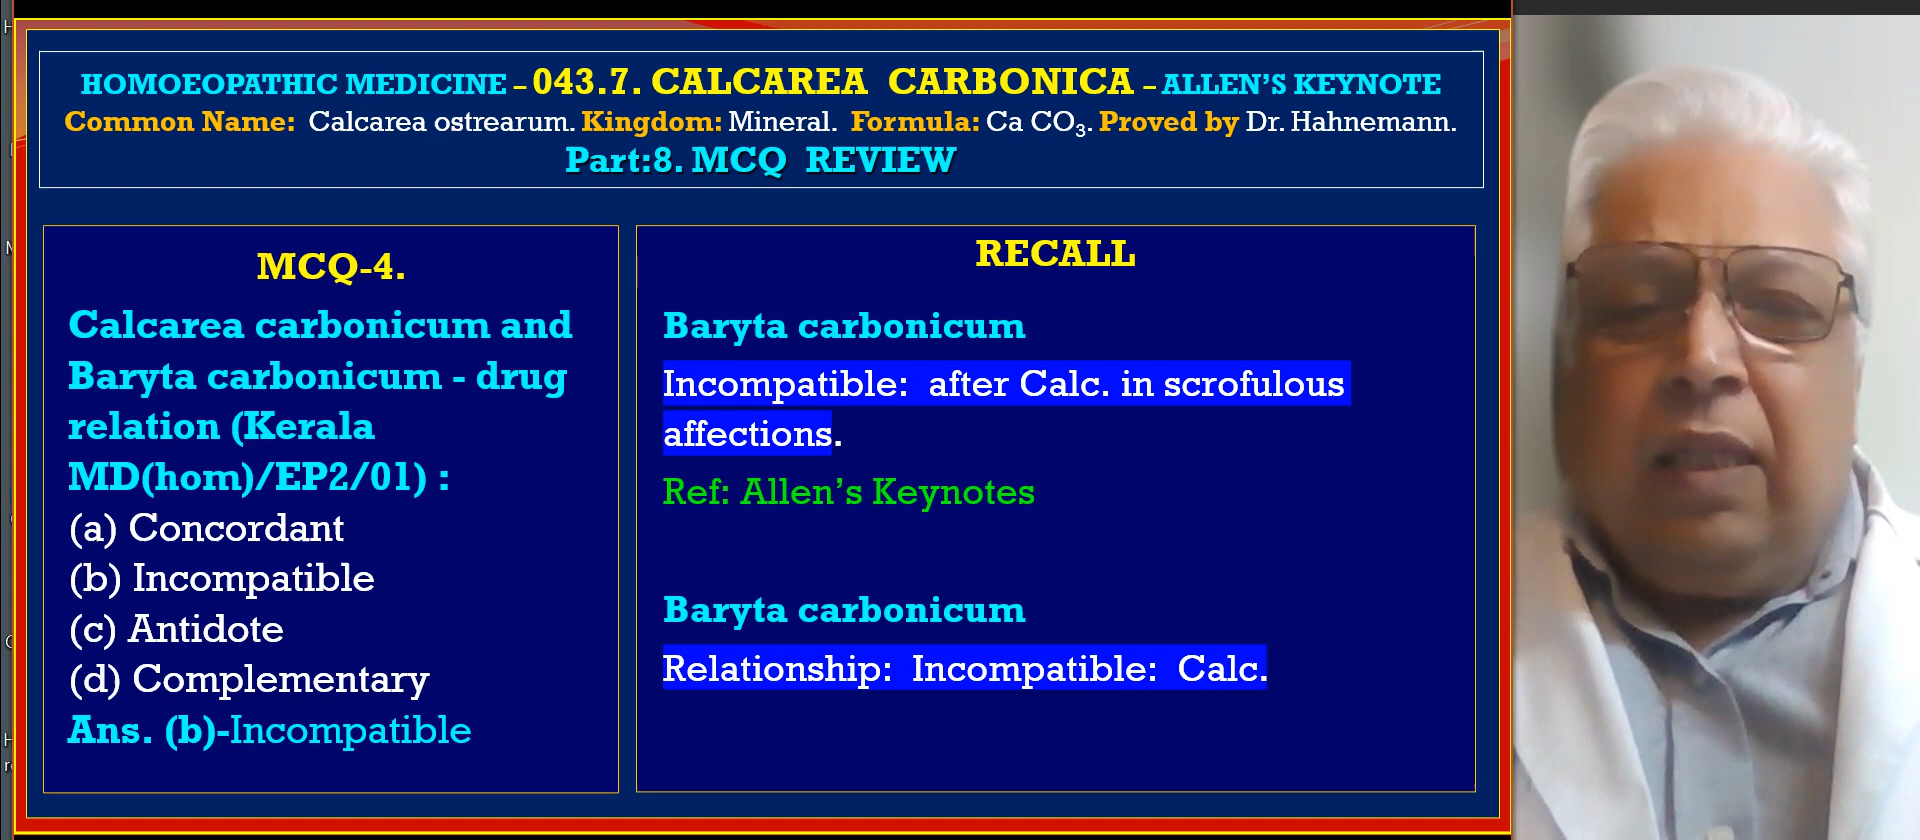 HOMOEOPATHIC MEDICINE – 043.7. CALCAREA CARBONICA – ALLEN’S KEYNOTE
Common Name: Calcarea ostrearum. Kingdom: Mineral. Formula: Ca CO₃. Proved by Dr. Hahnemann.
Part:8. MCQ REVIEW
MCQ-4.
Calcarea carbonicum and
Baryta carbonicum - drug
relation (Kerala
MD(hom)/EP2/01) :
(a) Concordant
(b) Incompatible
(c) Antidote
(d) Complementary
Ans. (b)-Incompatible
RECALL
Baryta carbonicum
Incompatible: after Calc. in scrofulous
affections.
Ref: Allen’s Keynotes
Baryta carbonicum
Relationship: Incompatible: Calc.